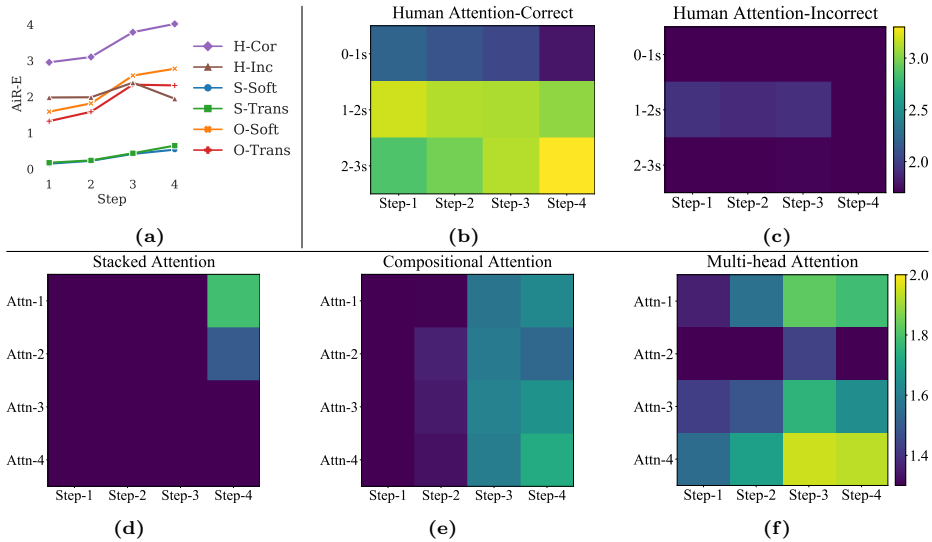 4
3
2
1
0
AiR-E
1 2 3 4
Step
H-Cor
H-Inc
S-Soft
S-Trans
O-Soft
O-Trans
(a)
Human Attention-Correct
0-1s
1-2s
2-3s
Step-1 Step-2 Step-3 Step-4
(b)
Human Attention-Incorrect
0-1s
1-2s
2-3s
Step-1 Step-2 Step-3 Step-4
3.0
2.5
2.0
(c)
Stacked Attention
Attn-1
Attn-2
Attn-3
Attn-4
Step-1 Step-2 Step-3 Step-4
(d)
Compositional Attention
Attn-1
Attn-2
Attn-3
Attn-4
Step-1 Step-2 Step-3 Step-4
(e)
Multi-head Attention
Attn-1
Attn-2
Attn-3
Attn-4
Step-1 Step-2 Step-3 Step-4
2.0
1.8
1.6
1.4
(f)